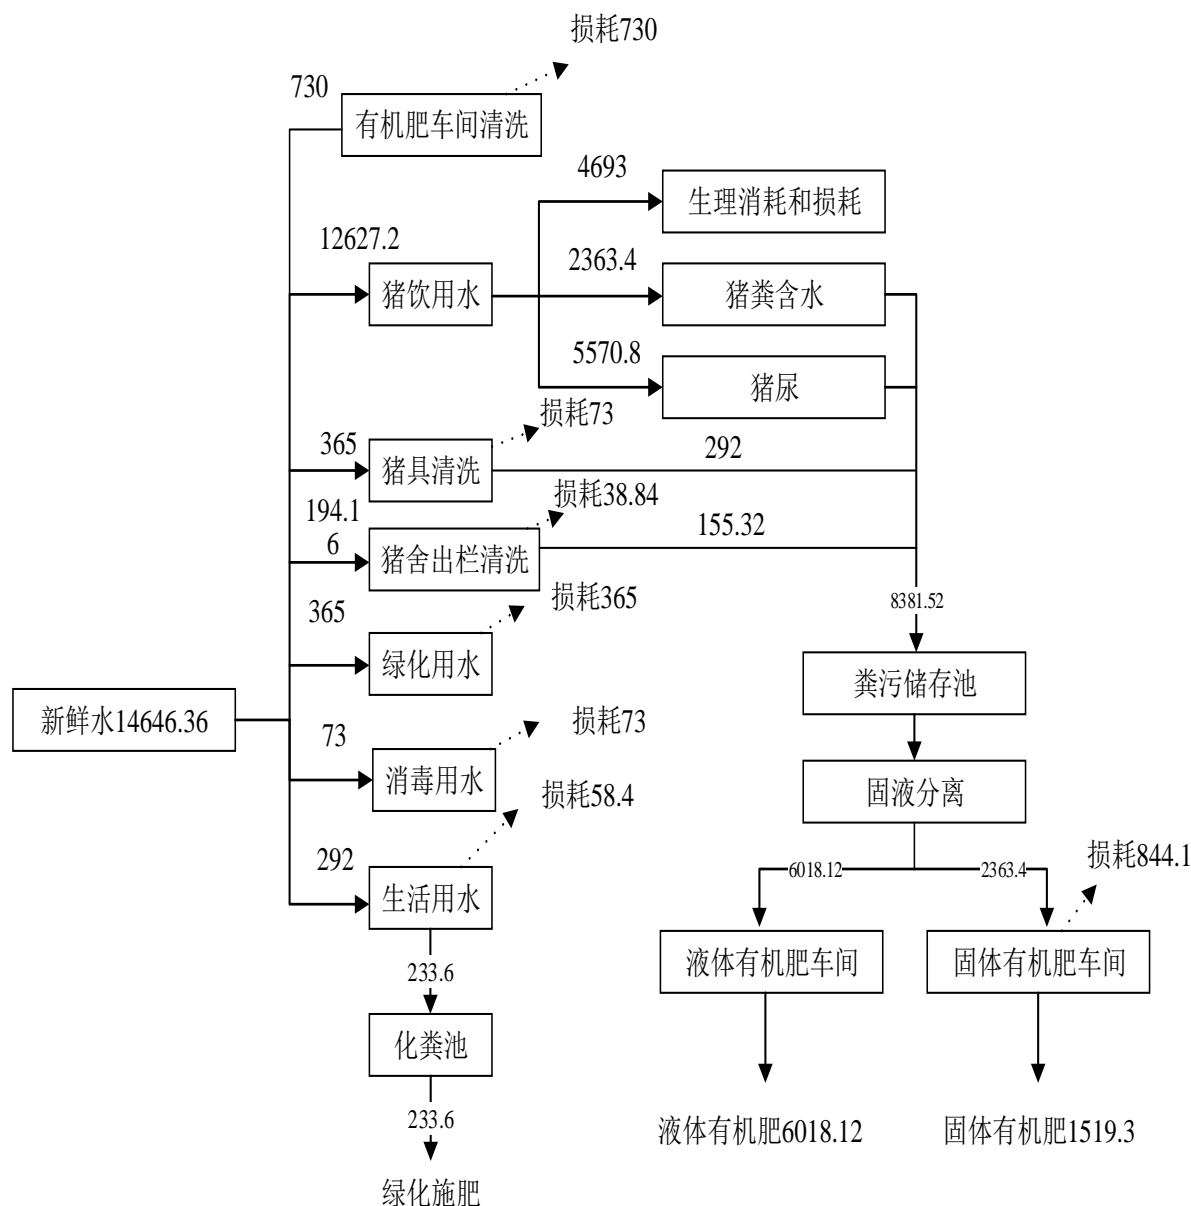 损耗730
730
有机肥车间清洗
4693
生理消耗和损耗
12627.2
猪饮用水
2363.4
猪粪含水
5570.8
猪尿
损耗73
365
猪具清洗
292
损耗38.84
194.1
6
猪舍出栏清洗
155.32
损耗365
365
绿化用水
8381.52
粪污储存池
新鲜水14646.36
损耗73
73
消毒用水
固液分离
损耗58.4
292
生活用水
6018.12
2363.4
损耗844.1
液体有机肥车间
固体有机肥车间
233.6
化粪池
233.6
液体有机肥6018.12
固体有机肥1519.3
绿化施肥